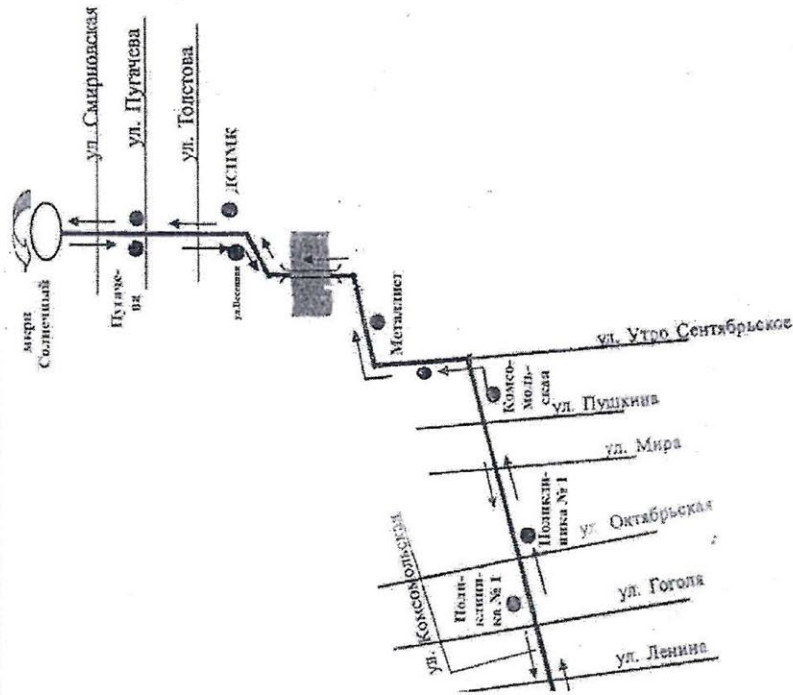 мкрн
Солнечный
ул. Смирновская
ул. Пугачева
ул. Толстова
Пугаче-
ва
ДСПМК
ул.Весенняя
Металлист
ул. Утро Сентябрьское
Комсо-
моль-
ская
ул. Пушкина
ул. Мира
Поликли-
ника № 1
ул. Октябрьская
ул. Комсомольская
Поли-
клини-
ка № 1
ул. Гоголя
ул. Ленина